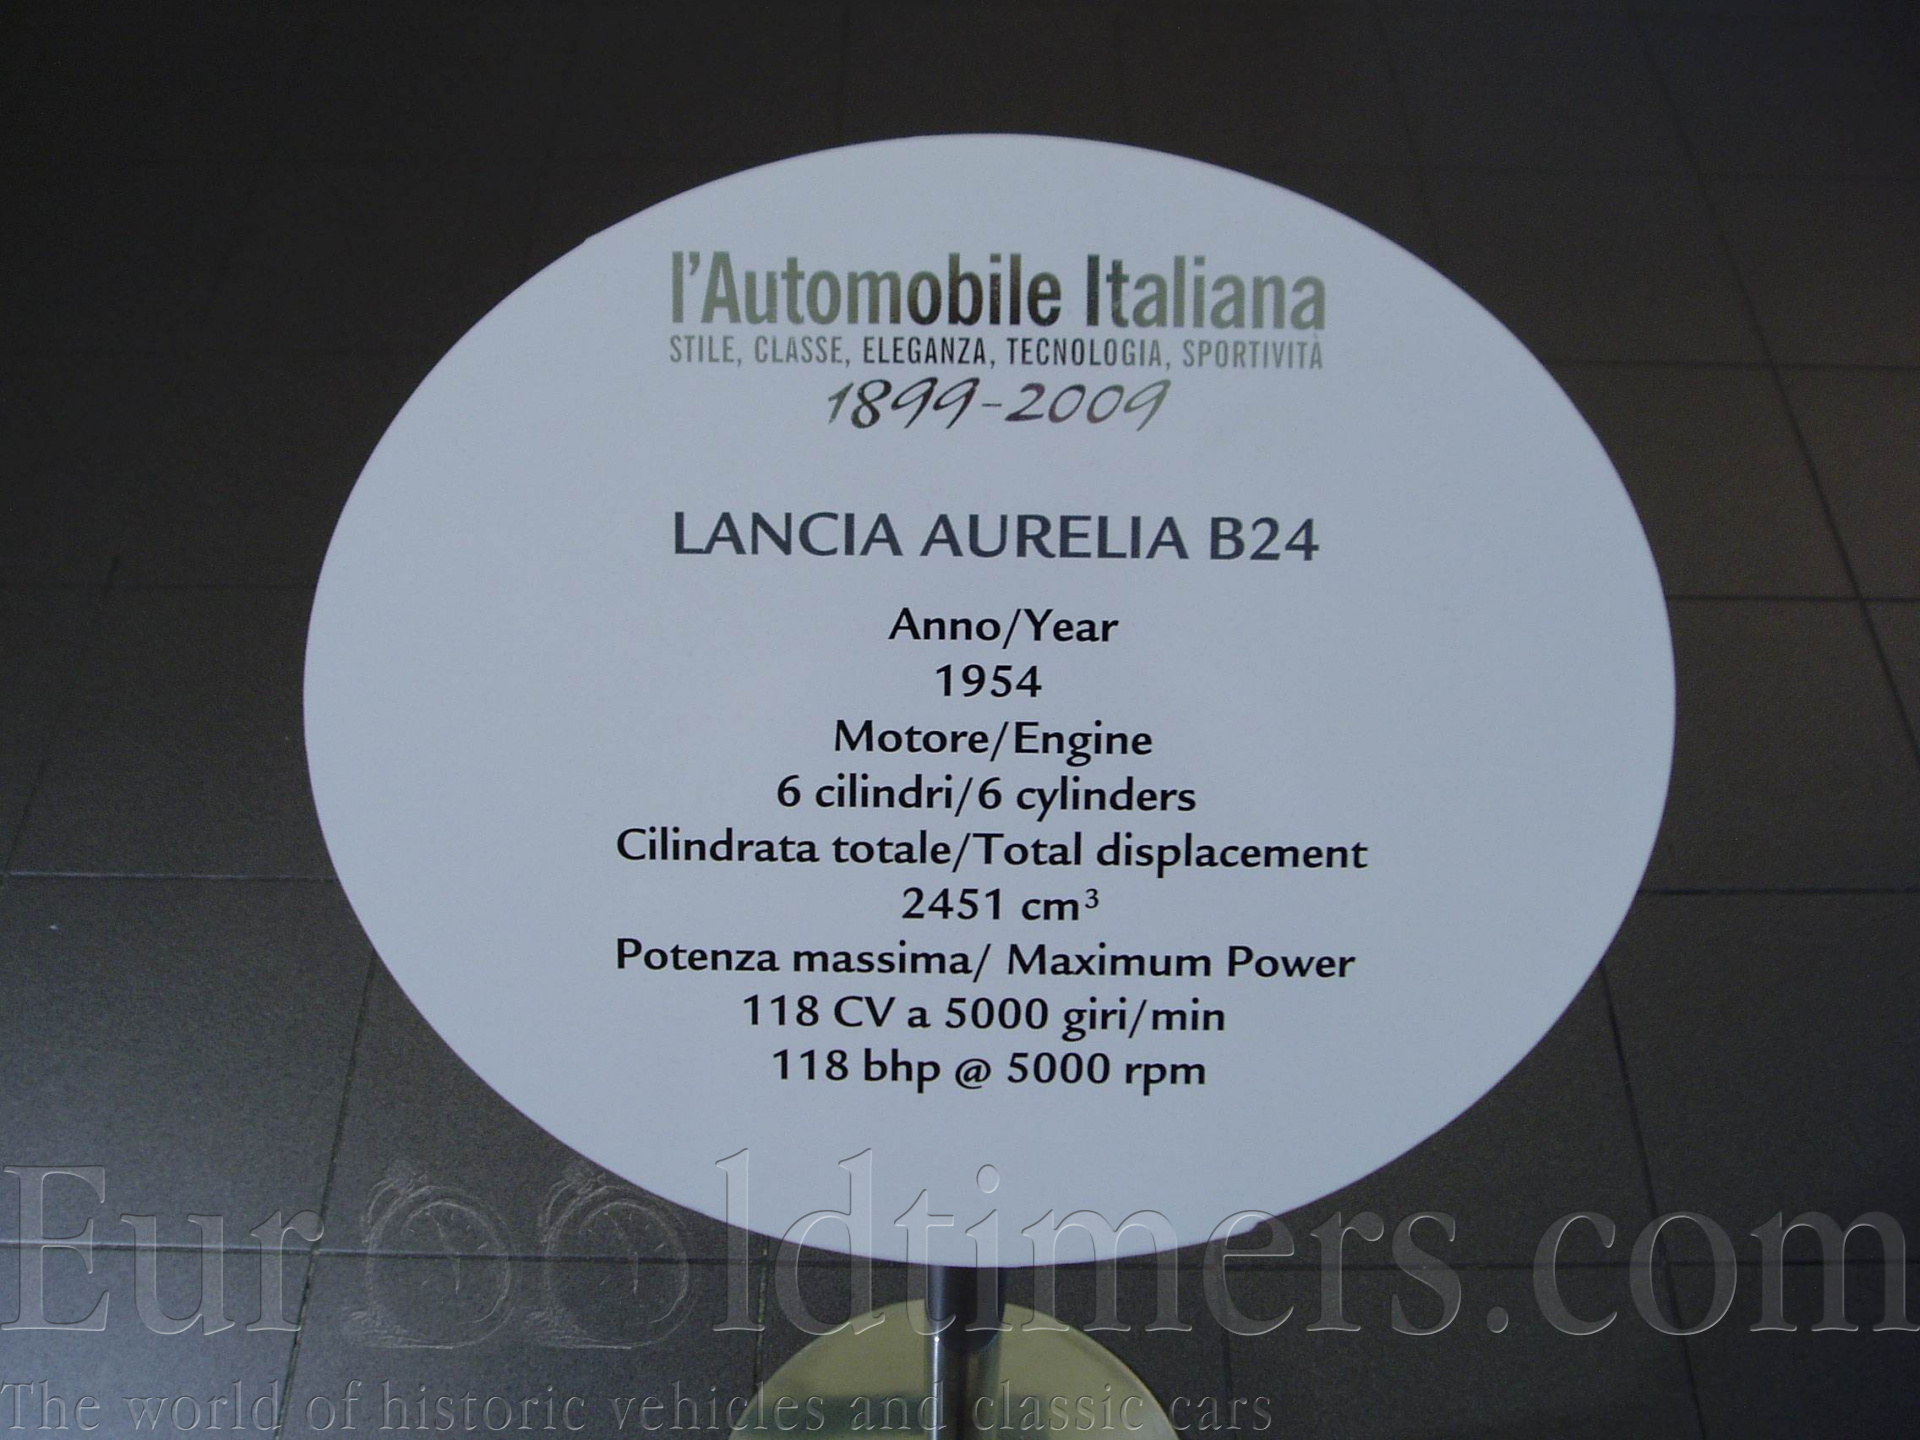 l'Automobile Italiana
STILE, CLASSE, ELEGANZA, TECNOLOGIA, SPORTIVITÀ
1899-2009
LANCIA AURELIA B24
Anno/Year
1954
Motore/Engine
6 cilindri/6 cylinders
Cilindrata totale/Total displacement
2451 cm³
Potenza massima/ Maximum Power
118 CV a 5000 giri/min
118 bhp @ 5000 rpm
EurOOldtimers.com
The world of historic vehicles and classic cars